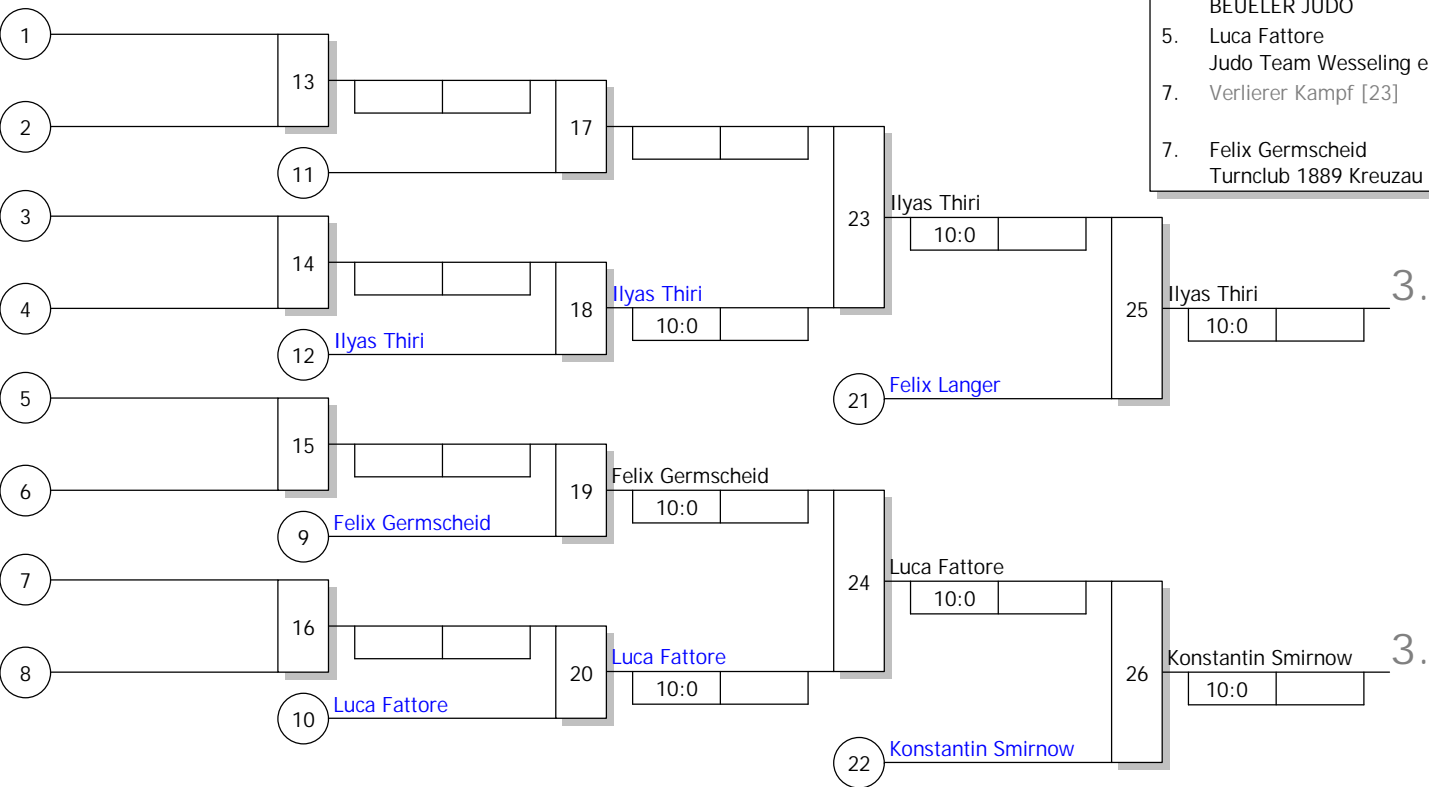 BEUELER JUDO
5. Luca Fattore
Judo Team Wesseling e
7. Verlierer Kampf [23]
7. Felix Germscheid
Turnclub 1889 Kreuzau
1
13
2
17
11
3
23
Ilyas Thiri
10:0
14
4
18
Ilyas Thiri
10:0
12
Ilyas Thiri
25
Ilyas Thiri
10:0
3.
21
Felix Langer
5
15
6
19
Felix Germscheid
10:0
9
Felix Germscheid
7
24
Luca Fattore
10:0
16
8
20
Luca Fattore
10:0
10
Luca Fattore
26
Konstantin Smirnow
10:0
3.
22
Konstantin Smirnow